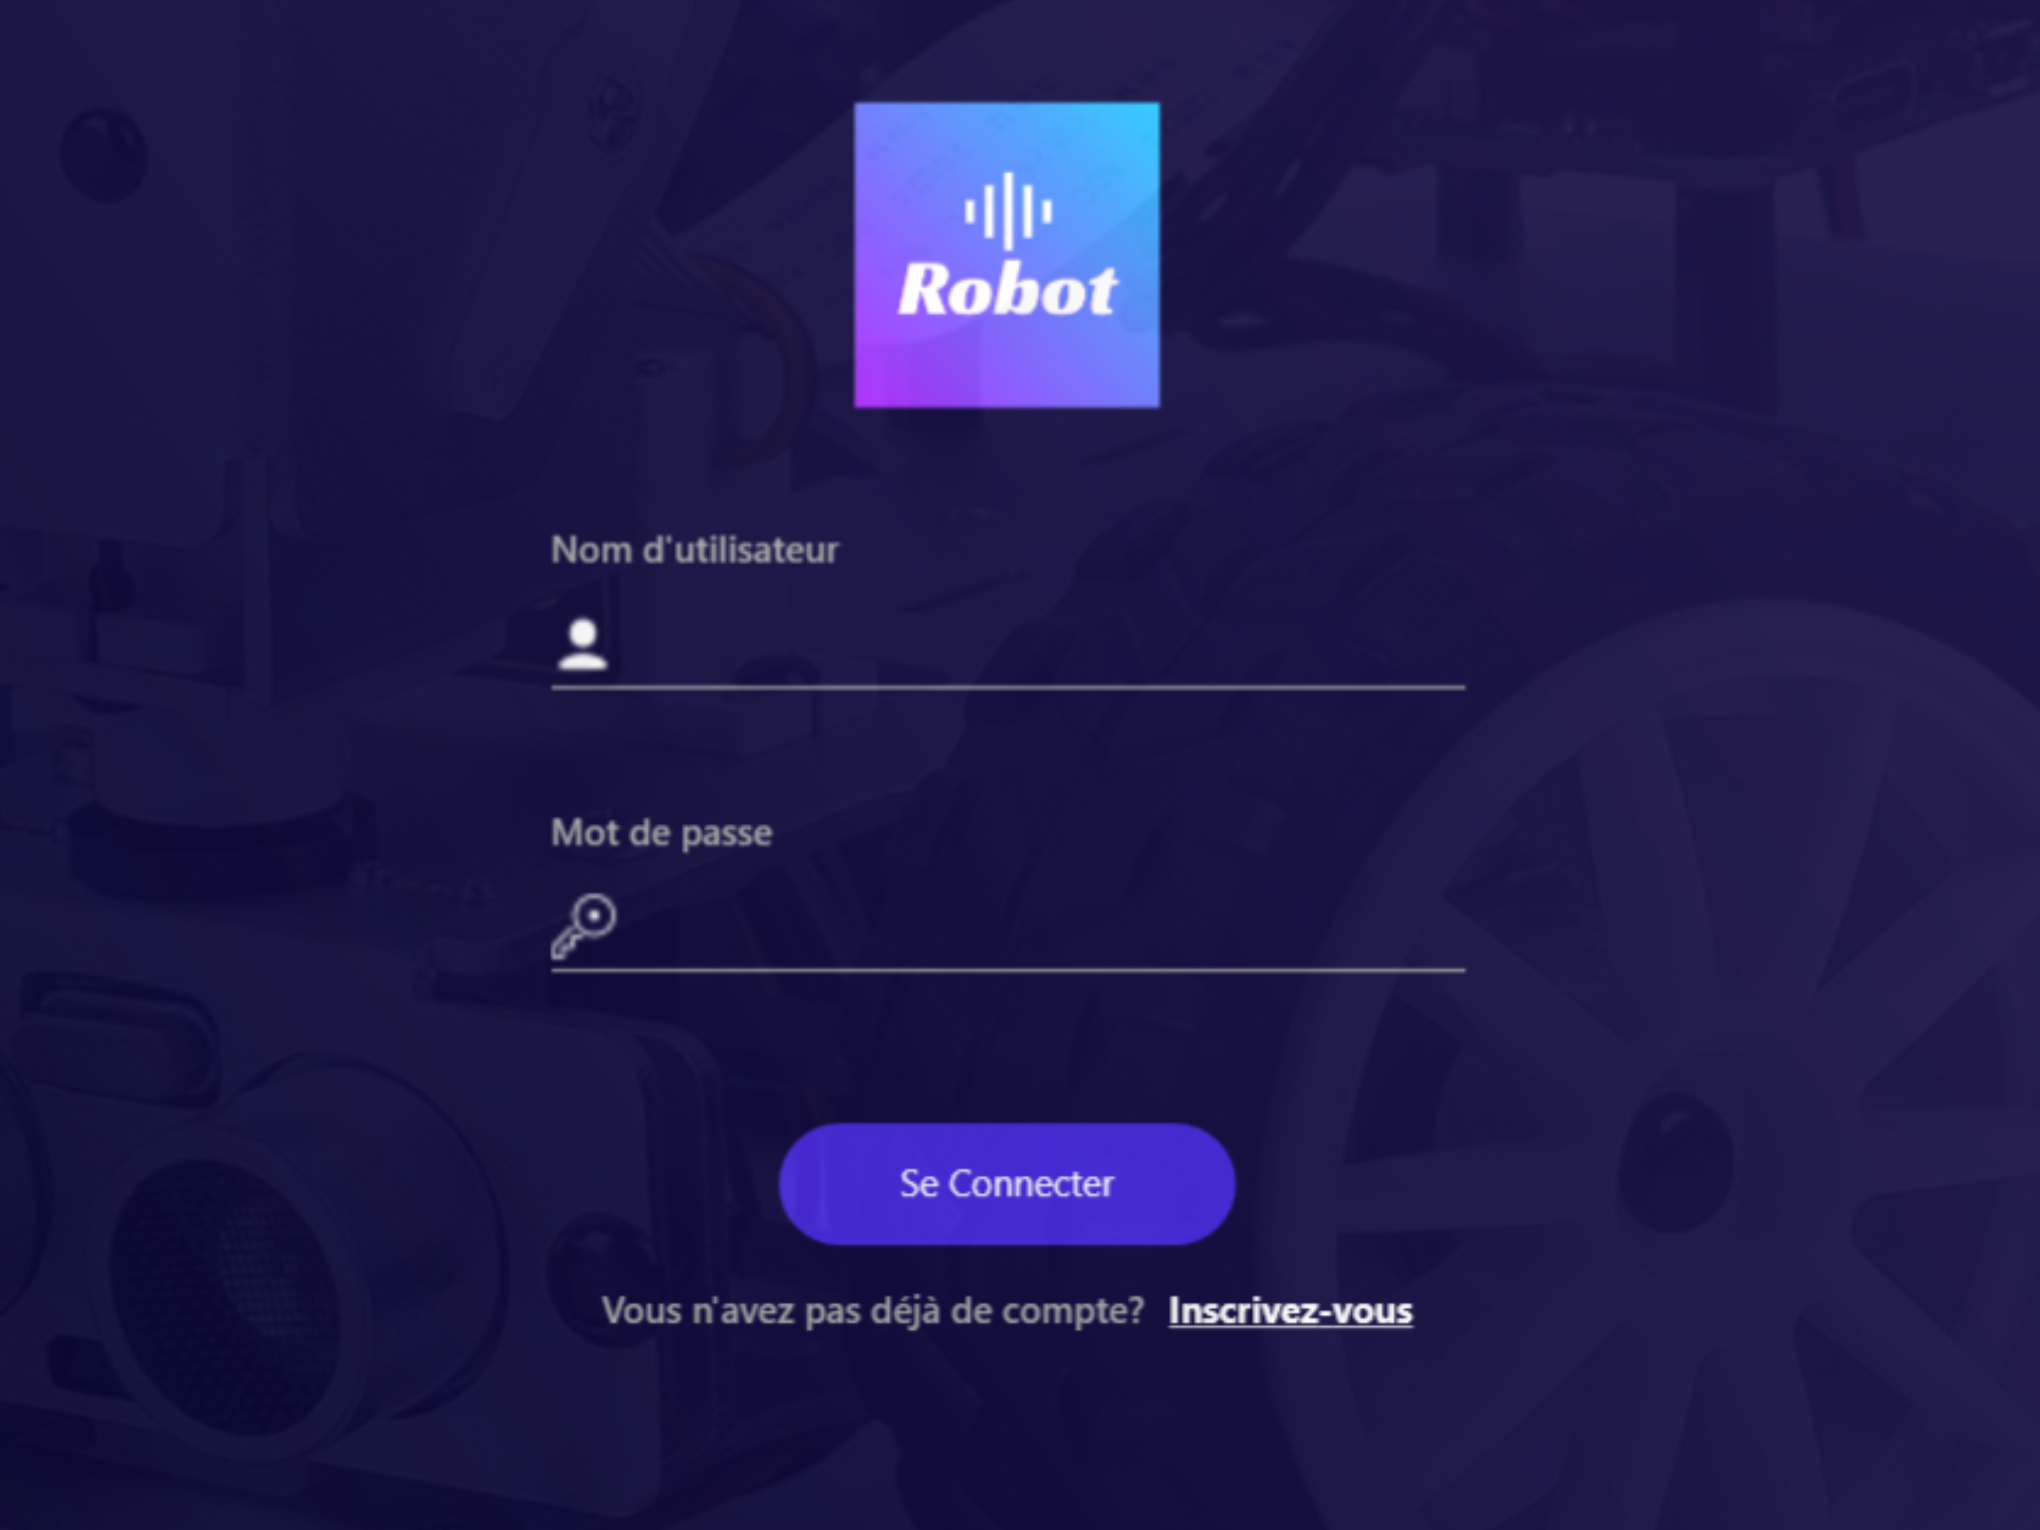 Robot
Nom d'utilisateur
Mot de passe
Se Connecter
Vous n'avez pas déjà de compte? Inscrivez-vous